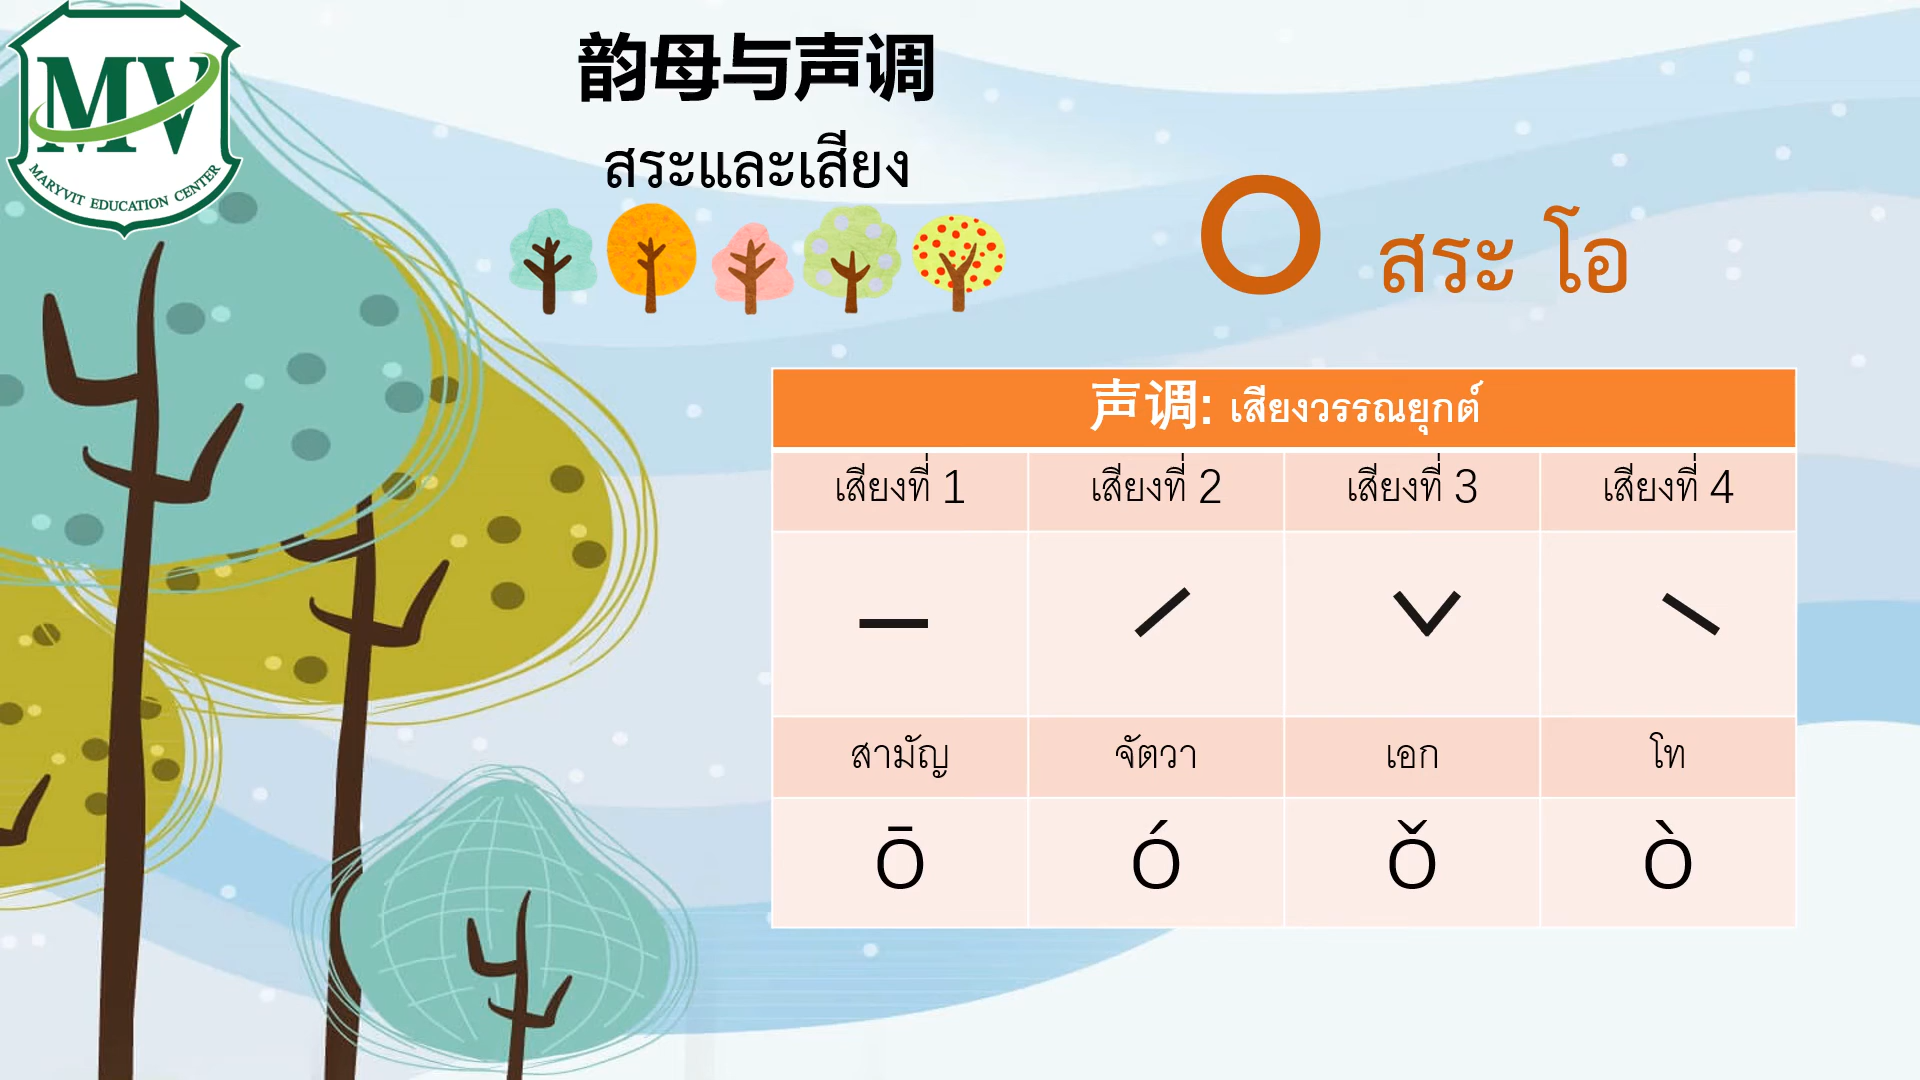 MV
MARYVIT EDUCATION CENTER
韵母与声调
สระและเสียง
O สระ โอ
声调: เสียงวรรณยุกต์
เสียงที่ 1 เสียงที่ 2 เสียงที่ 3 เสียงที่ 4
— ⁄ ∨ \
สามัญ จัตวา เอก โท
ō ó ǒ ò